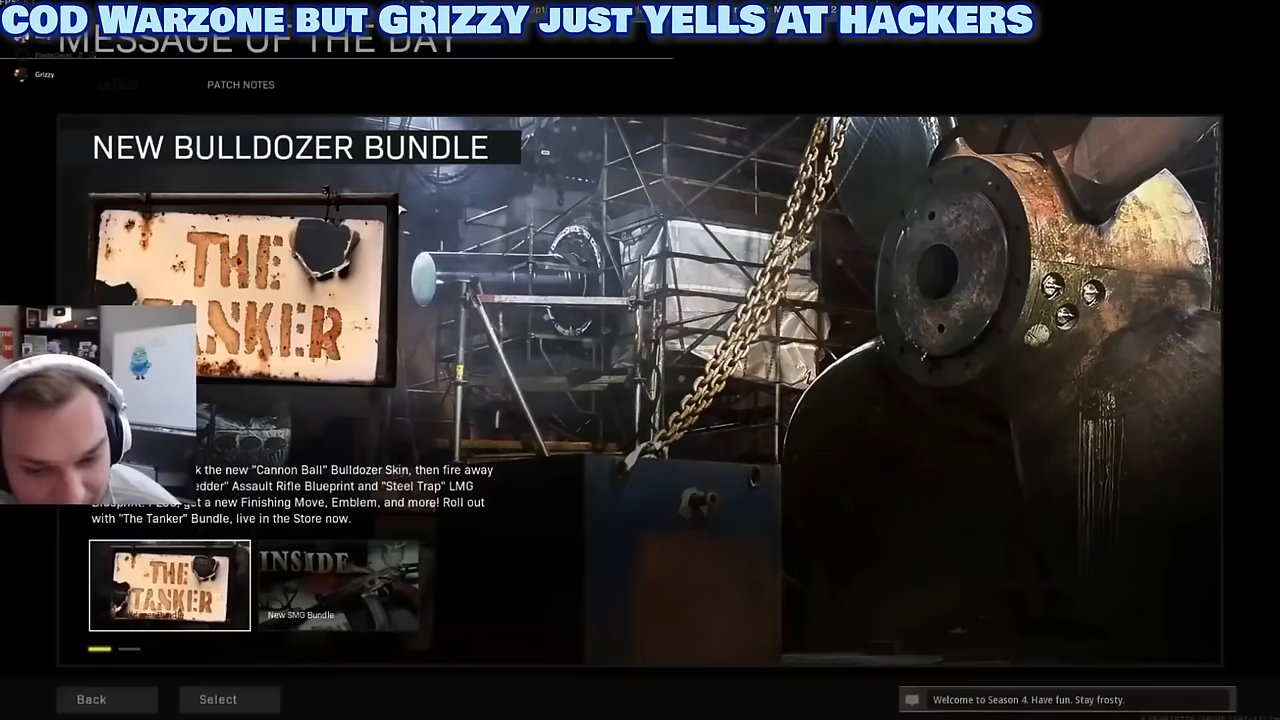 COD WARZONE BUT GRIZZY JUST YELLS AT HACKERS
MESSAGE OF THE DAY
Grizzy
PATCH NOTES
NEW BULLDOZER BUNDLE
THE
TANKER
k the new "Cannon Ball" Bulldozer Skin, then fire away
edder" Assault Rifle Blueprint and "Steel Trap" LMG
get a new Finishing Move, Emblem, and more! Roll out
with "The Tanker" Bundle, live in the Store now.
THE
TANKER
INSIDE
New SMG Bundle
Back
Select
Welcome to Season 4. Have fun. Stay frosty.